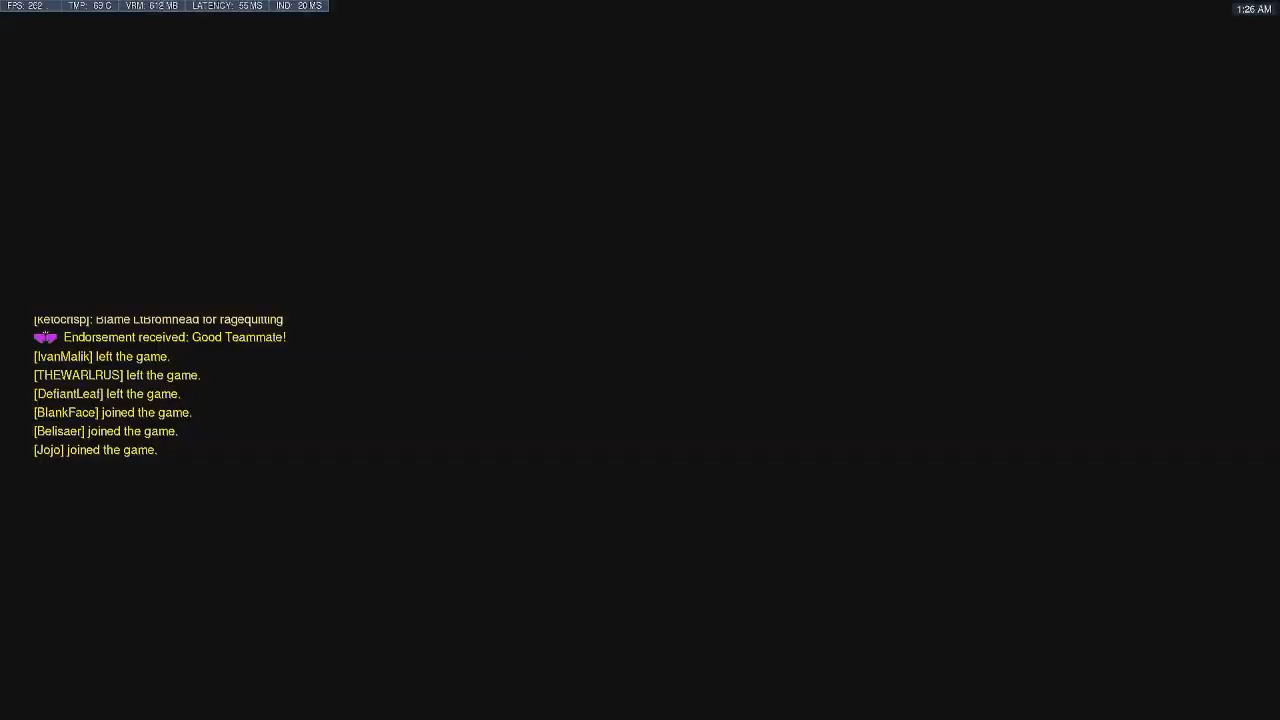 FPS: 262 TMP: 69 C VRM: 612 MB LATENCY: 55 MS IND: 20 MS
1:26 AM
[ketocrisp]: Blame LtBromhead for ragequitting
Endorsement received: Good Teammate!
[IvanMalik] left the game.
[THEWARLRUS] left the game.
[DefiantLeaf] left the game.
[BlankFace] joined the game.
[Belisaer] joined the game.
[Jojo] joined the game.